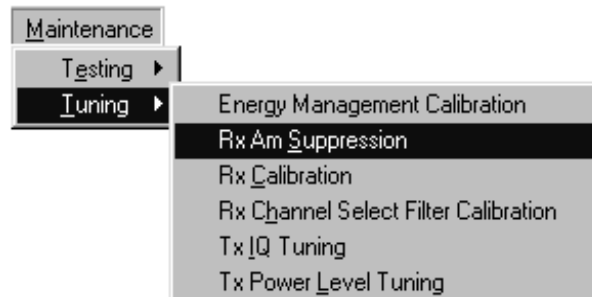 Maintenance
Testing
Tuning
Energy Management Calibration
Rx Am Suppression
Rx Calibration
Rx Channel Select Filter Calibration
Tx IQ Tuning
Tx Power Level Tuning